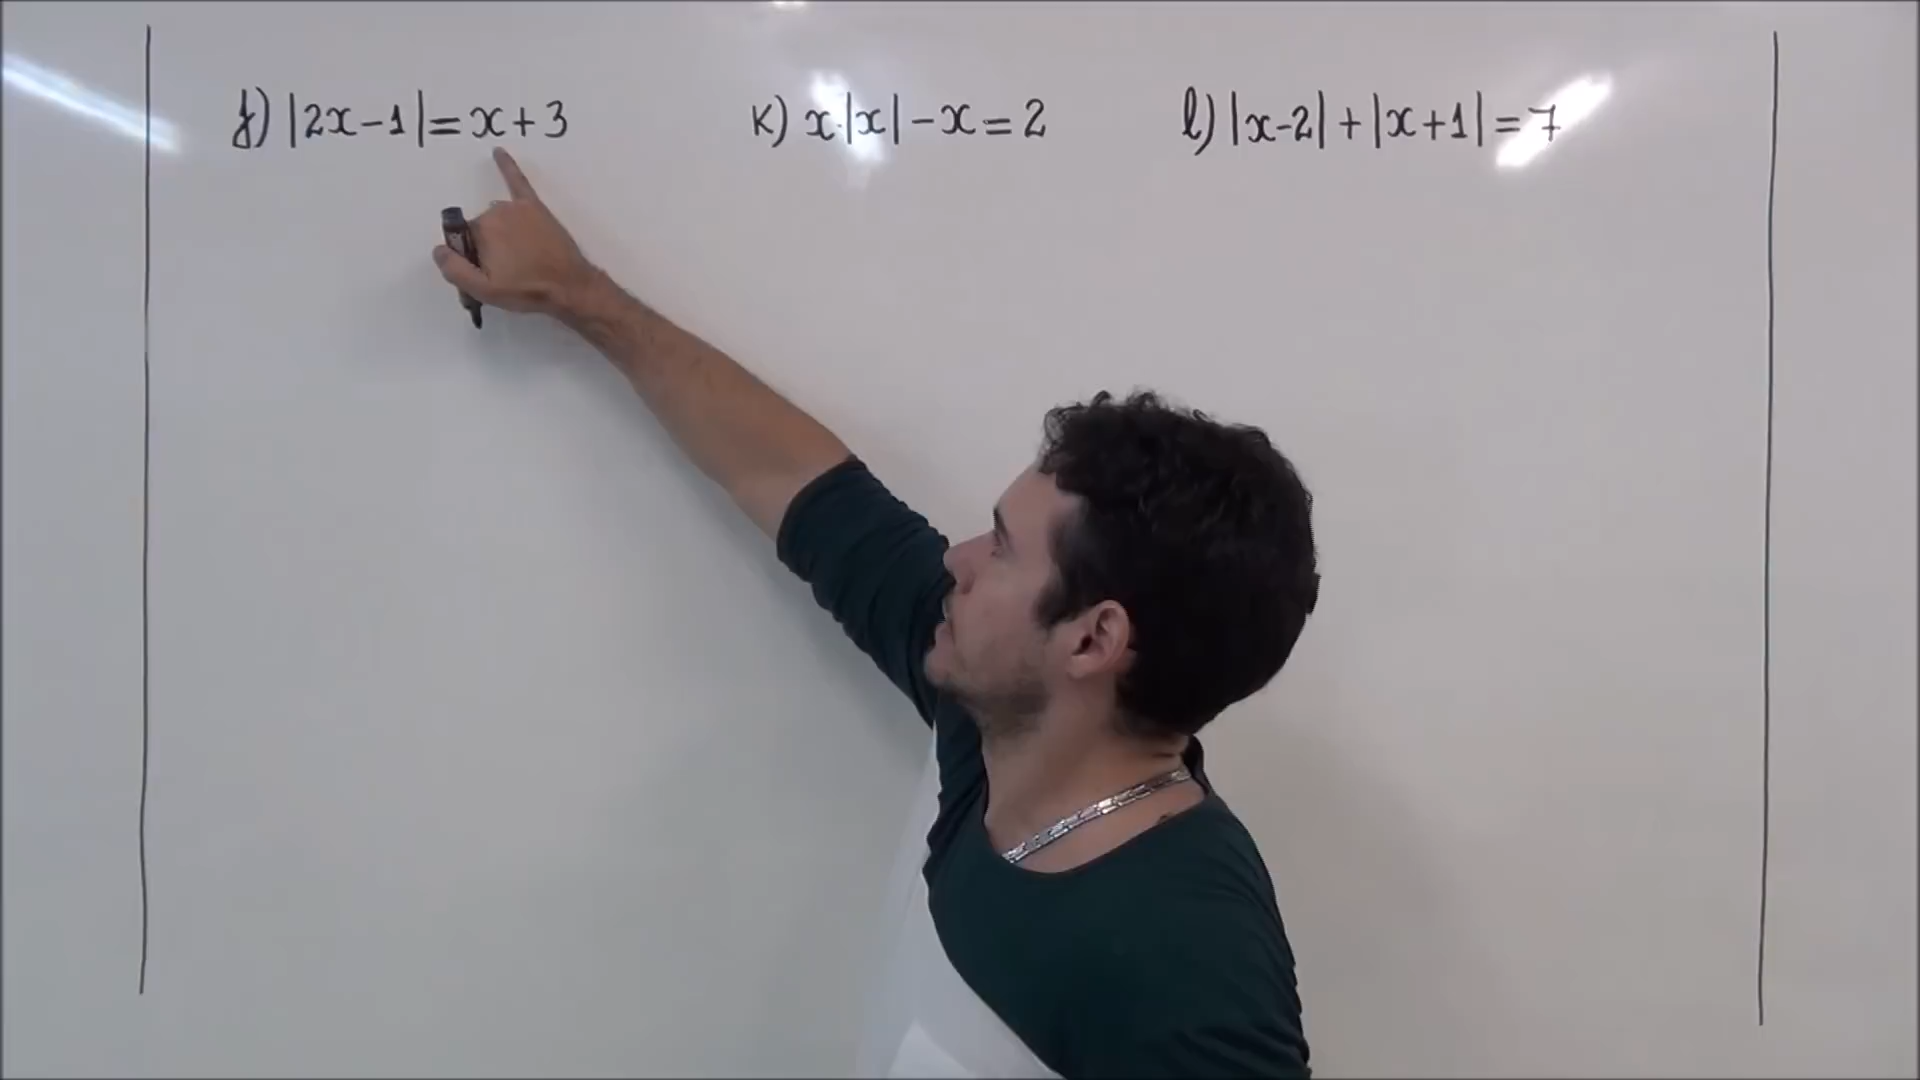 j) |2x-1|=x+3
K) x.|x|-x=2
l) |x-2|+|x+1|=7